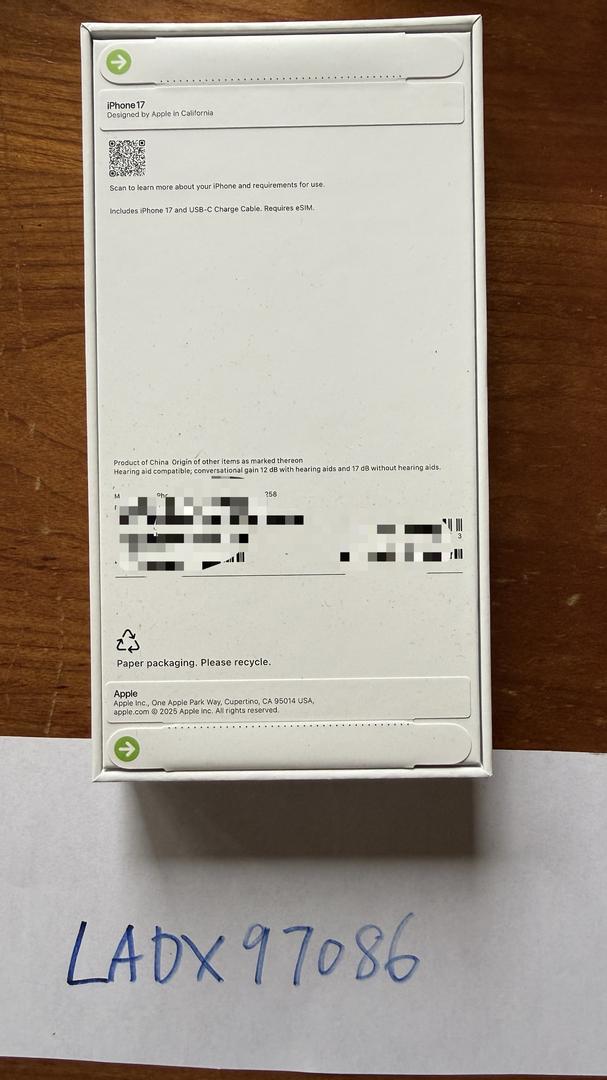 iPhone 17
Designed by Apple in California
Scan to learn more about your iPhone and requirements for use.
Includes iPhone 17 and USB-C Charge Cable. Requires eSIM.
Product of China Origin of other items as marked thereon
Hearing aid compatible; conversational gain 12 dB with hearing aids and 17 dB without hearing aids.
Paper packaging. Please recycle.
Apple
Apple Inc., One Apple Park Way, Cupertino, CA 95014 USA,
apple.com © 2025 Apple Inc. All rights reserved.
LADX97086